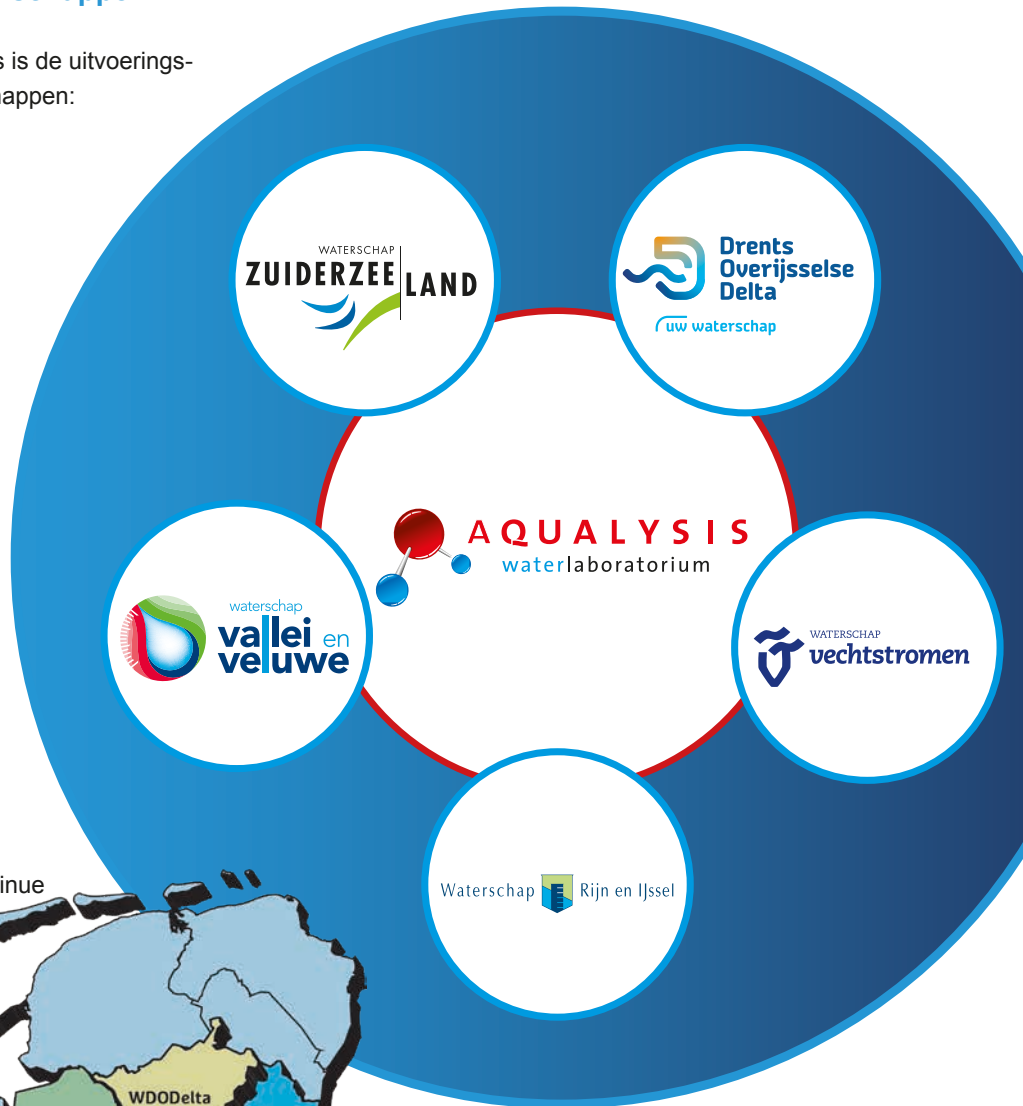 s is de uitvoerings-
happen:
WATERSCHAP
ZUIDERZEE LAND
Drents
Overijsselse
Delta
uw waterschap
AQUALYSIS
waterlaboratorium
waterschap
vallei en
veluwe
WATERSCHAP
vechtstromen
Waterschap Rijn en IJssel
inue
WDODelta